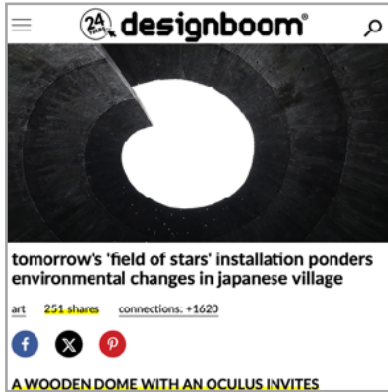 24 YEARS
designboom®
tomorrow's 'field of stars' installation ponders
environmental changes in japanese village
art 251 shares connections: +1620
A WOODEN DOME WITH AN OCULUS INVITES